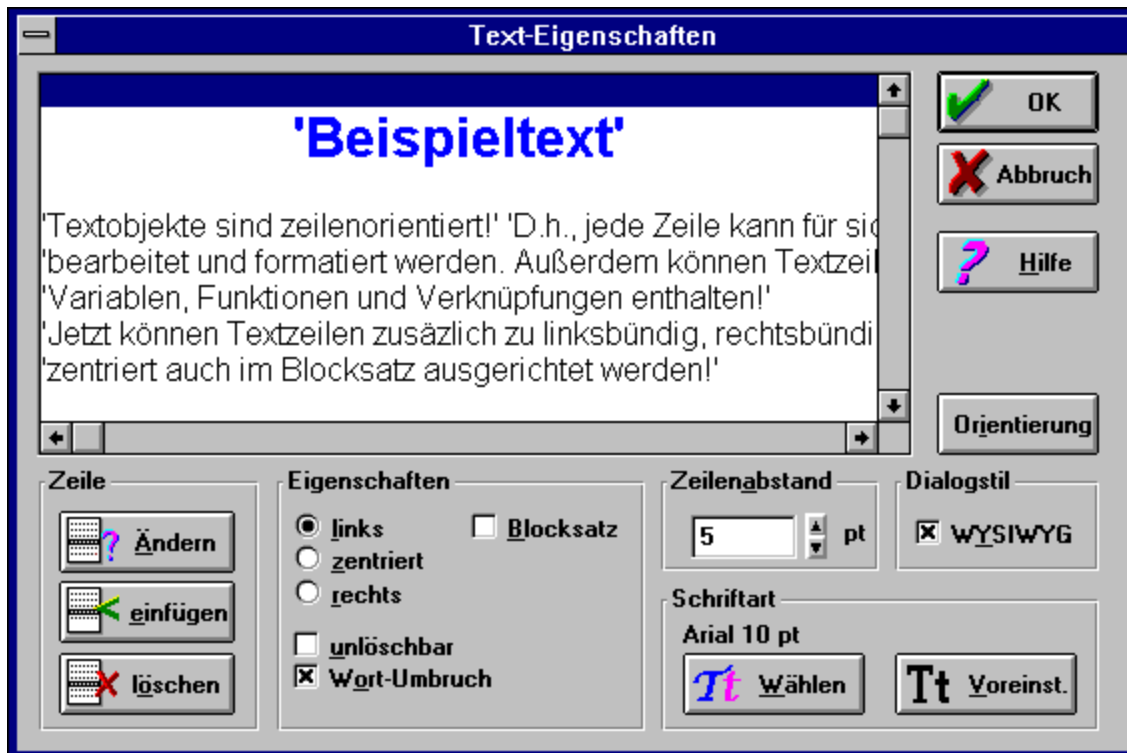 Text-Eigenschaften
'Beispieltext'
'Textobjekte sind zeilenorientiert!' 'D.h., jede Zeile kann für sic
'bearbeitet und formatiert werden. Außerdem können Textzeil
'Variablen, Funktionen und Verknüpfungen enthalten!'
'Jetzt können Textzeilen zusäzlich zu linksbündig, rechtsbündi
'zentriert auch im Blocksatz ausgerichtet werden!'
OK
Abbruch
Hilfe
Orientierung
Zeile
Ändern
einfügen
löschen
Eigenschaften
links
Blocksatz
zentriert
rechts
unlöschbar
Wort-Umbruch
Zeilenabstand
5 pt
Dialogstil
WYSIWYG
Schriftart
Arial 10 pt
Tt Wählen
Tt Voreinst.